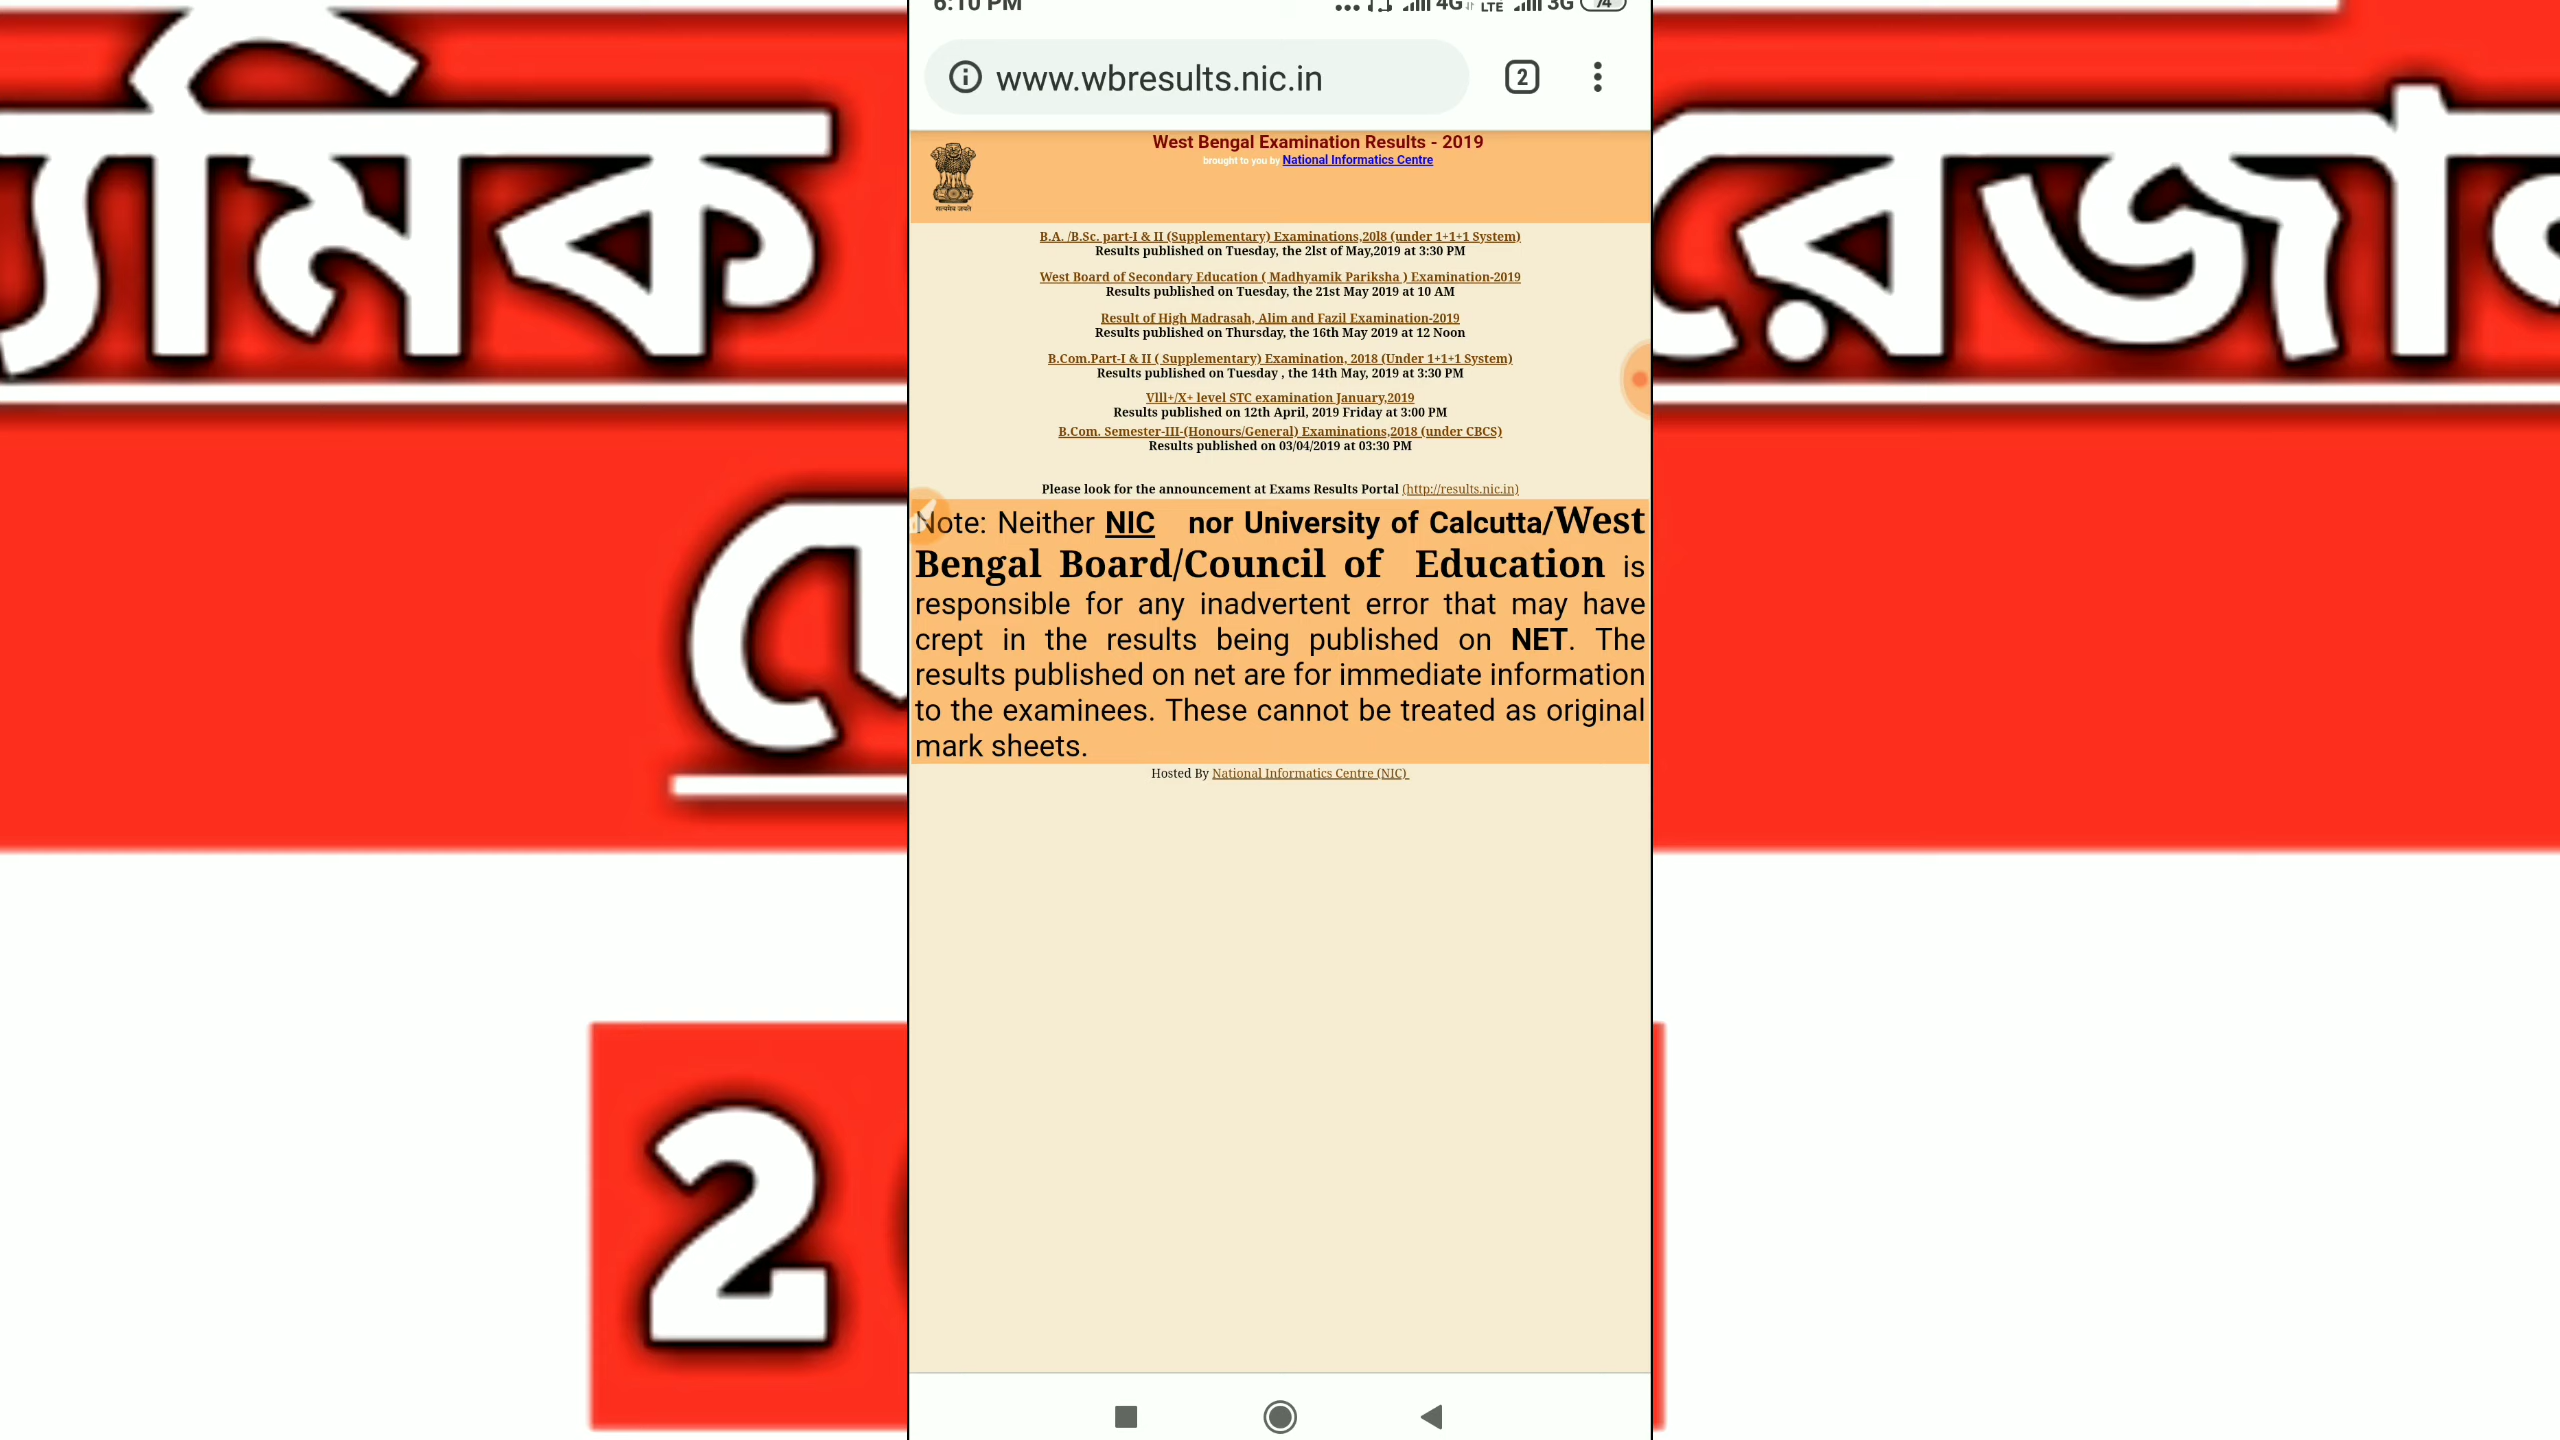 6:10 PM
4G LTE 3G 74
www.wbresults.nic.in
2
West Bengal Examination Results - 2019
brought to you by National Informatics Centre
सत्यमेव जयते
B.A. /B.Sc. part-I & II (Supplementary) Examinations,20l8 (under 1+1+1 System)
Results published on Tuesday, the 2lst of May,2019 at 3:30 PM
West Board of Secondary Education ( Madhyamik Pariksha ) Examination-2019
Results published on Tuesday, the 21st May 2019 at 10 AM
Result of High Madrasah, Alim and Fazil Examination-2019
Results published on Thursday, the 16th May 2019 at 12 Noon
B.Com.Part-I & II ( Supplementary) Examination, 2018 (Under 1+1+1 System)
Results published on Tuesday , the 14th May, 2019 at 3:30 PM
Vlll+/X+ level STC examination January,2019
Results published on 12th April, 2019 Friday at 3:00 PM
B.Com. Semester-III-(Honours/General) Examinations,2018 (under CBCS)
Results published on 03/04/2019 at 03:30 PM
Please look for the announcement at Exams Results Portal (http://results.nic.in)
Note: Neither NIC nor University of Calcutta/West
Bengal Board/Council of Education is
responsible for any inadvertent error that may have
crept in the results being published on NET. The
results published on net are for immediate information
to the examinees. These cannot be treated as original
mark sheets.
Hosted By National Informatics Centre (NIC)
2